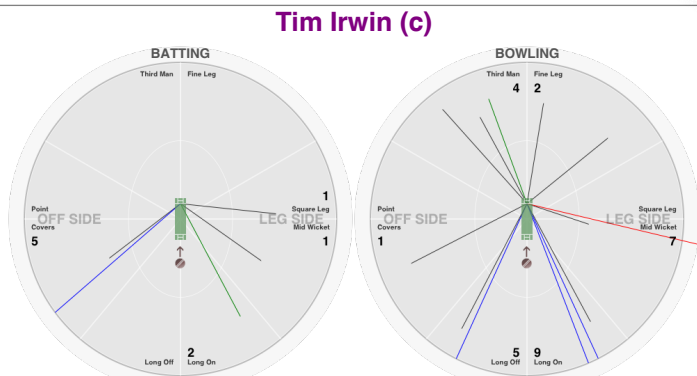 Tim Irwin (c)
BATTING
Third Man Fine Leg
1
Point Square Leg
OFF SIDE LEG SIDE
Covers Mid Wicket
5 1
2
Long Off Long On
BOWLING
Third Man Fine Leg
4 2
Point Square Leg
OFF SIDE LEG SIDE
Covers Mid Wicket
1 7
5 9
Long Off Long On